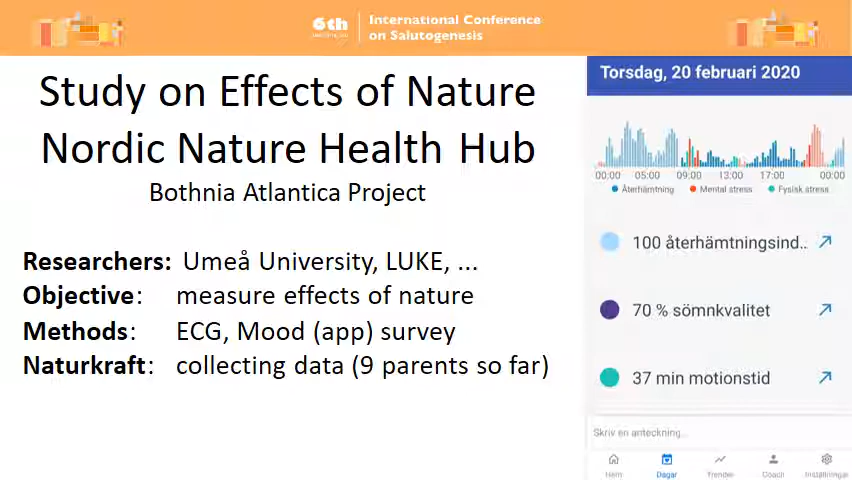 6th
International Conference
on Salutogenesis
Study on Effects of Nature
Nordic Nature Health Hub
Bothnia Atlantica Project
Researchers: Umeå University, LUKE, ...
Objective: measure effects of nature
Methods: ECG, Mood (app) survey
Naturkraft: collecting data (9 parents so far)
Torsdag, 20 februari 2020
00:00 05:00 09:00 13:00 17:00 00:00
Återhämtning Mental stress Fysisk stress
100 återhämtningsind..
70 % sömnkvalitet
37 min motionstid
Skriv en anteckning...
Hem Dagar Trender Coach Inställningar